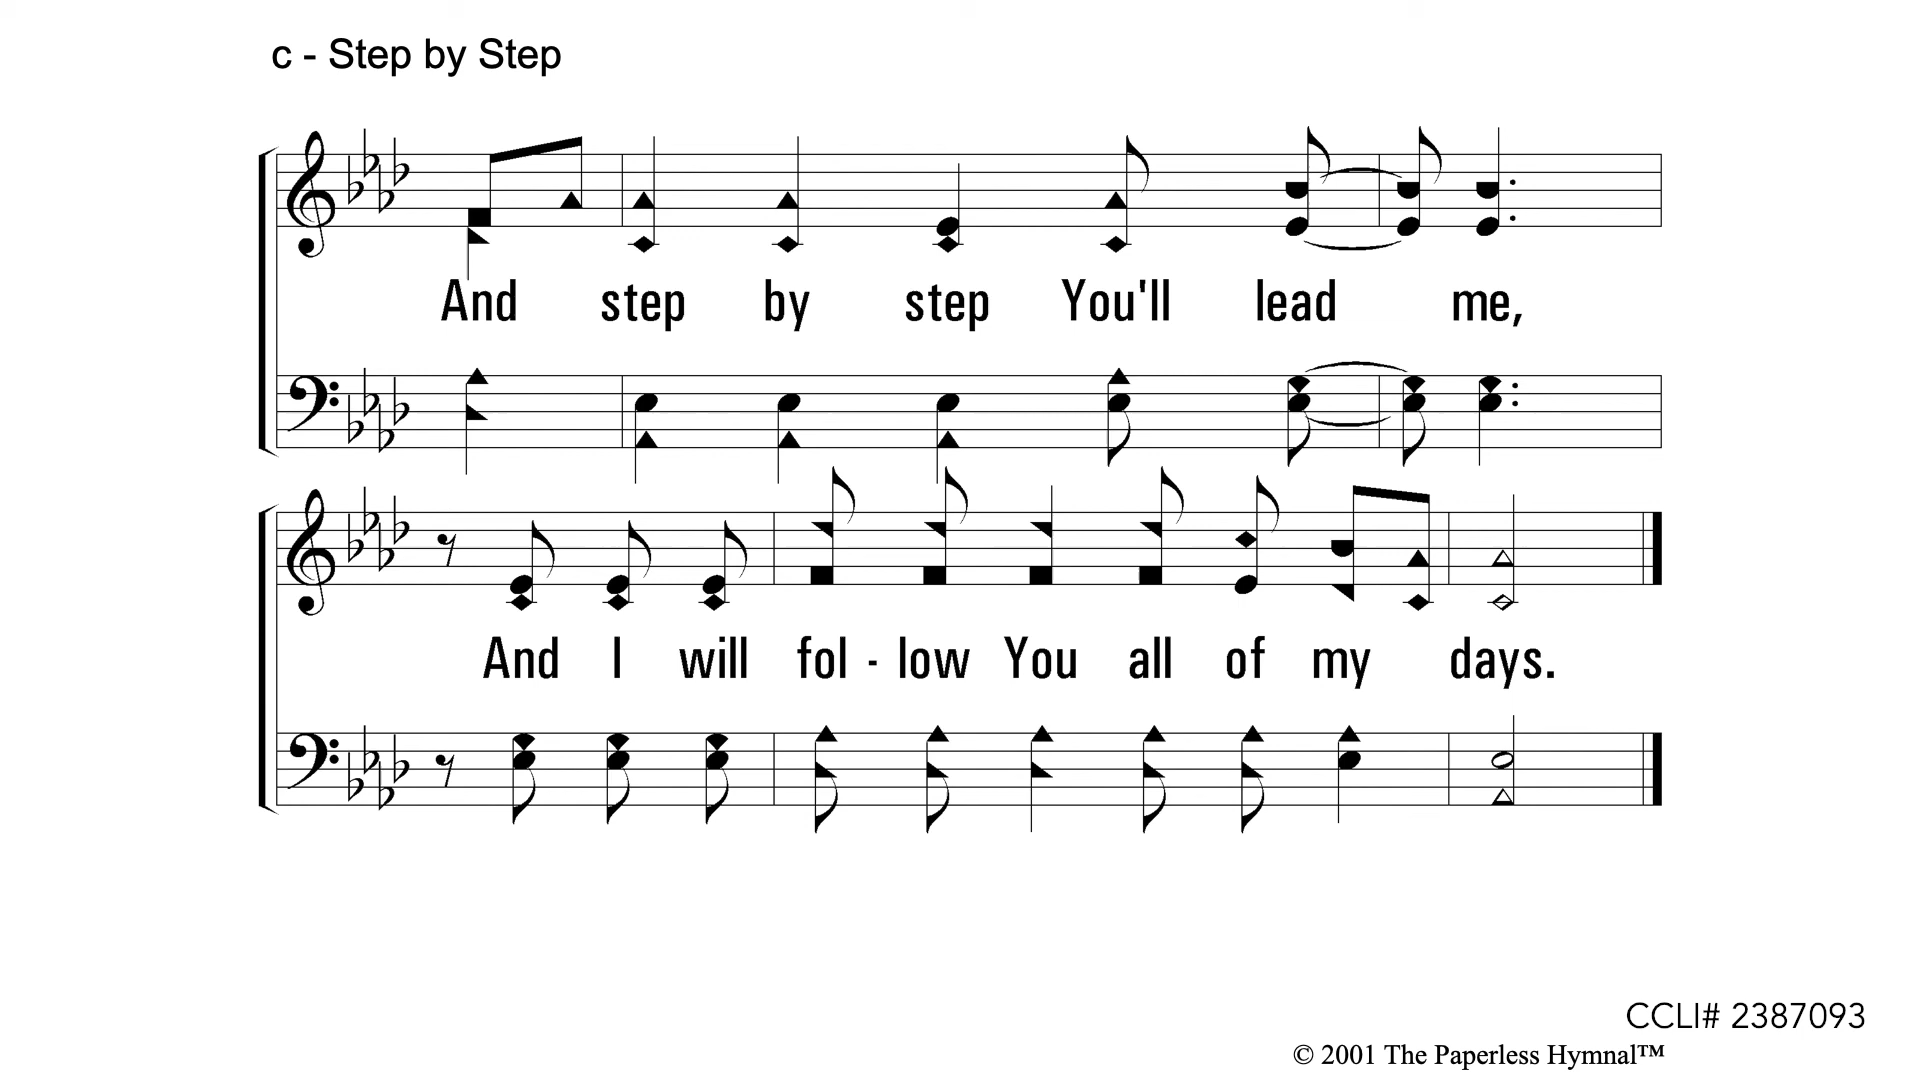 c - Step by Step
And step by step You'll lead me,
And I will fol - low You all of my days.
CCLI# 2387093
© 2001 The Paperless Hymnal™